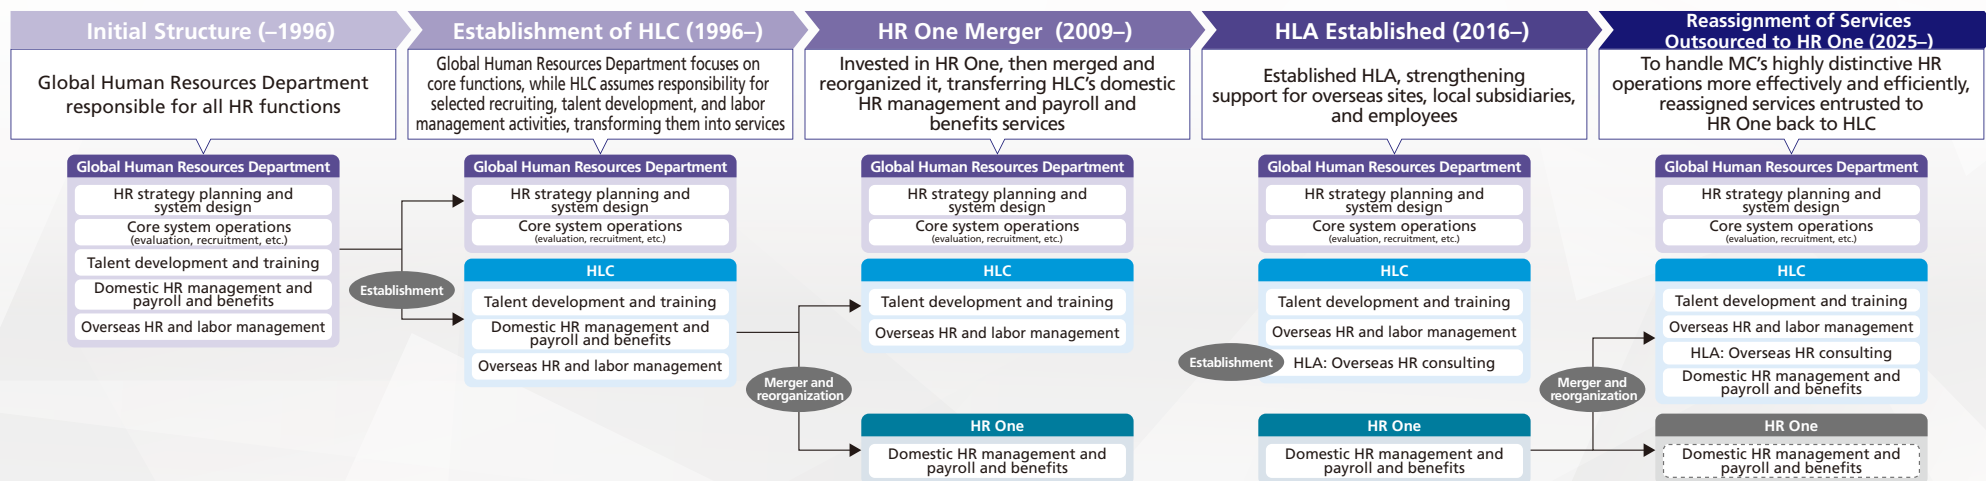 Initial Structure (–1996)
Global Human Resources Department
responsible for all HR functions
Global Human Resources Department
HR strategy planning and
system design
Core system operations
(evaluation, recruitment, etc.)
Talent development and training
Domestic HR management and
payroll and benefits
Overseas HR and labor management
Establishment
Establishment of HLC (1996–)
Global Human Resources Department focuses on
core functions, while HLC assumes responsibility for
selected recruiting, talent development, and labor
management activities, transforming them into services
Global Human Resources Department
HR strategy planning and
system design
Core system operations
(evaluation, recruitment, etc.)
HLC
Talent development and training
Domestic HR management and
payroll and benefits
Overseas HR and labor management
Merger and
reorganization
HR One Merger (2009–)
Invested in HR One, then merged and
reorganized it, transferring HLC’s domestic
HR management and payroll and
benefits services
Global Human Resources Department
HR strategy planning and
system design
Core system operations
(evaluation, recruitment, etc.)
HLC
Talent development and training
Overseas HR and labor management
HR One
Domestic HR management and
payroll and benefits
HLA Established (2016–)
Established HLA, strengthening
support for overseas sites, local subsidiaries,
and employees
Global Human Resources Department
HR strategy planning and
system design
Core system operations
(evaluation, recruitment, etc.)
HLC
Talent development and training
Overseas HR and labor management
Establishment
HLA: Overseas HR consulting
HR One
Domestic HR management and
payroll and benefits
Merger and
reorganization
Reassignment of Services
Outsourced to HR One (2025–)
To handle MC’s highly distinctive HR
operations more effectively and efficiently,
reassigned services entrusted to
HR One back to HLC
Global Human Resources Department
HR strategy planning and
system design
Core system operations
(evaluation, recruitment, etc.)
HLC
Talent development and training
Overseas HR and labor management
HLA: Overseas HR consulting
Domestic HR management and
payroll and benefits
HR One
Domestic HR management and
payroll and benefits